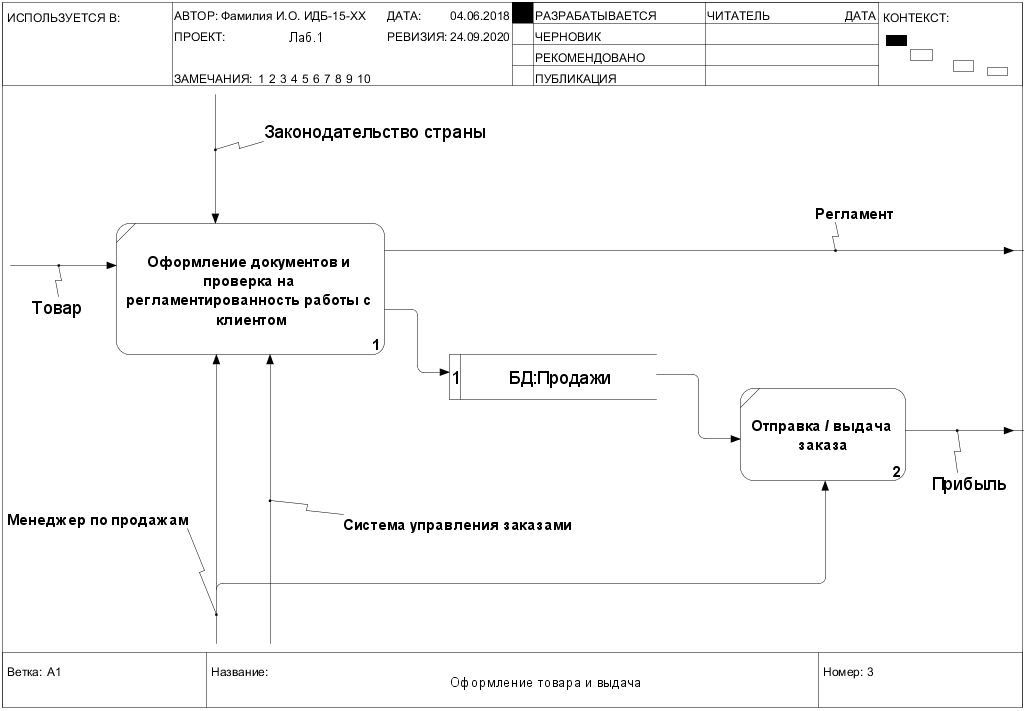 ИСПОЛЬЗУЕТСЯ В:
АВТОР: Фамилия И.О. ИДБ-15-ХХ
ДАТА: 04.06.2018
ПРОЕКТ: Лаб.1
РЕВИЗИЯ: 24.09.2020
ЗАМЕЧАНИЯ: 1 2 3 4 5 6 7 8 9 10
РАЗРАБАТЫВАЕТСЯ
ЧЕРНОВИК
РЕКОМЕНДОВАНО
ПУБЛИКАЦИЯ
ЧИТАТЕЛЬ
ДАТА
КОНТЕКСТ:
Законодательство страны
Регламент
Товар
Оформление документов и
проверка на
регламентированность работы с
клиентом
1
1
БД:Продажи
Отправка / выдача
заказа
2
Прибыль
Менеджер по продажам
Система управления заказами
Ветка: А1
Название:
Оформление товара и выдача
Номер: 3